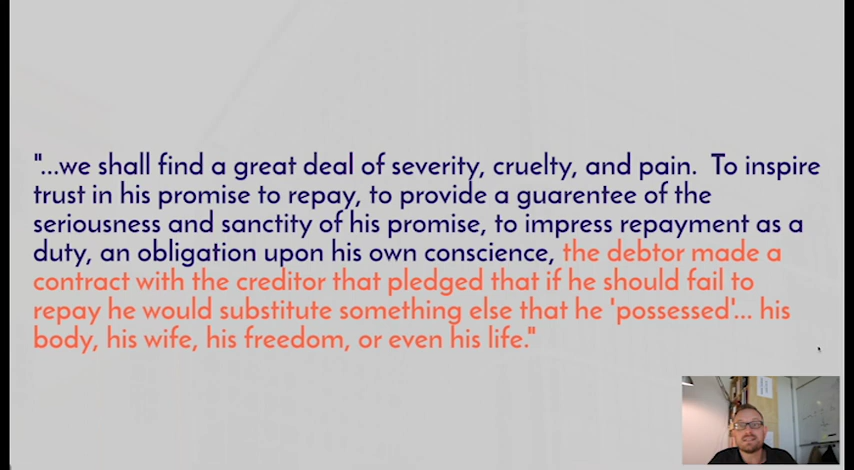 "...we shall find a great deal of severity, cruelty, and pain.  To inspire
trust in his promise to repay, to provide a guarentee of the
seriousness and sanctity of his promise, to impress repayment as a
duty, an obligation upon his own conscience, the debtor made a
contract with the creditor that pledged that if he should fail to
repay he would substitute something else that he 'possessed'... his
body, his wife, his freedom, or even his life."